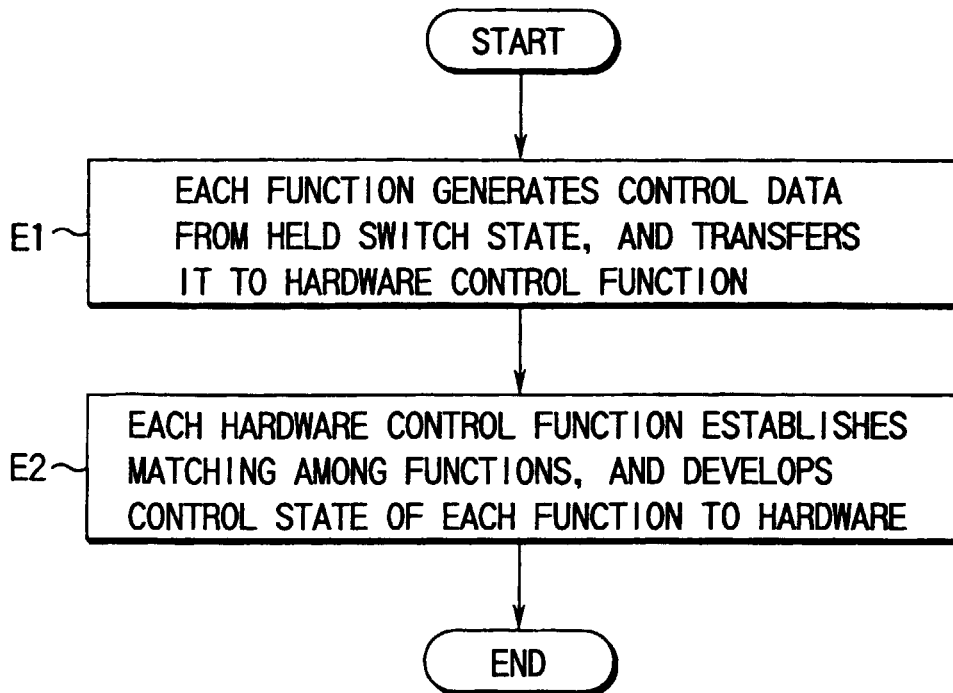 START
E1
EACH FUNCTION GENERATES CONTROL DATA
FROM HELD SWITCH STATE, AND TRANSFERS
IT TO HARDWARE CONTROL FUNCTION
E2
EACH HARDWARE CONTROL FUNCTION ESTABLISHES
MATCHING AMONG FUNCTIONS, AND DEVELOPS
CONTROL STATE OF EACH FUNCTION TO HARDWARE
END